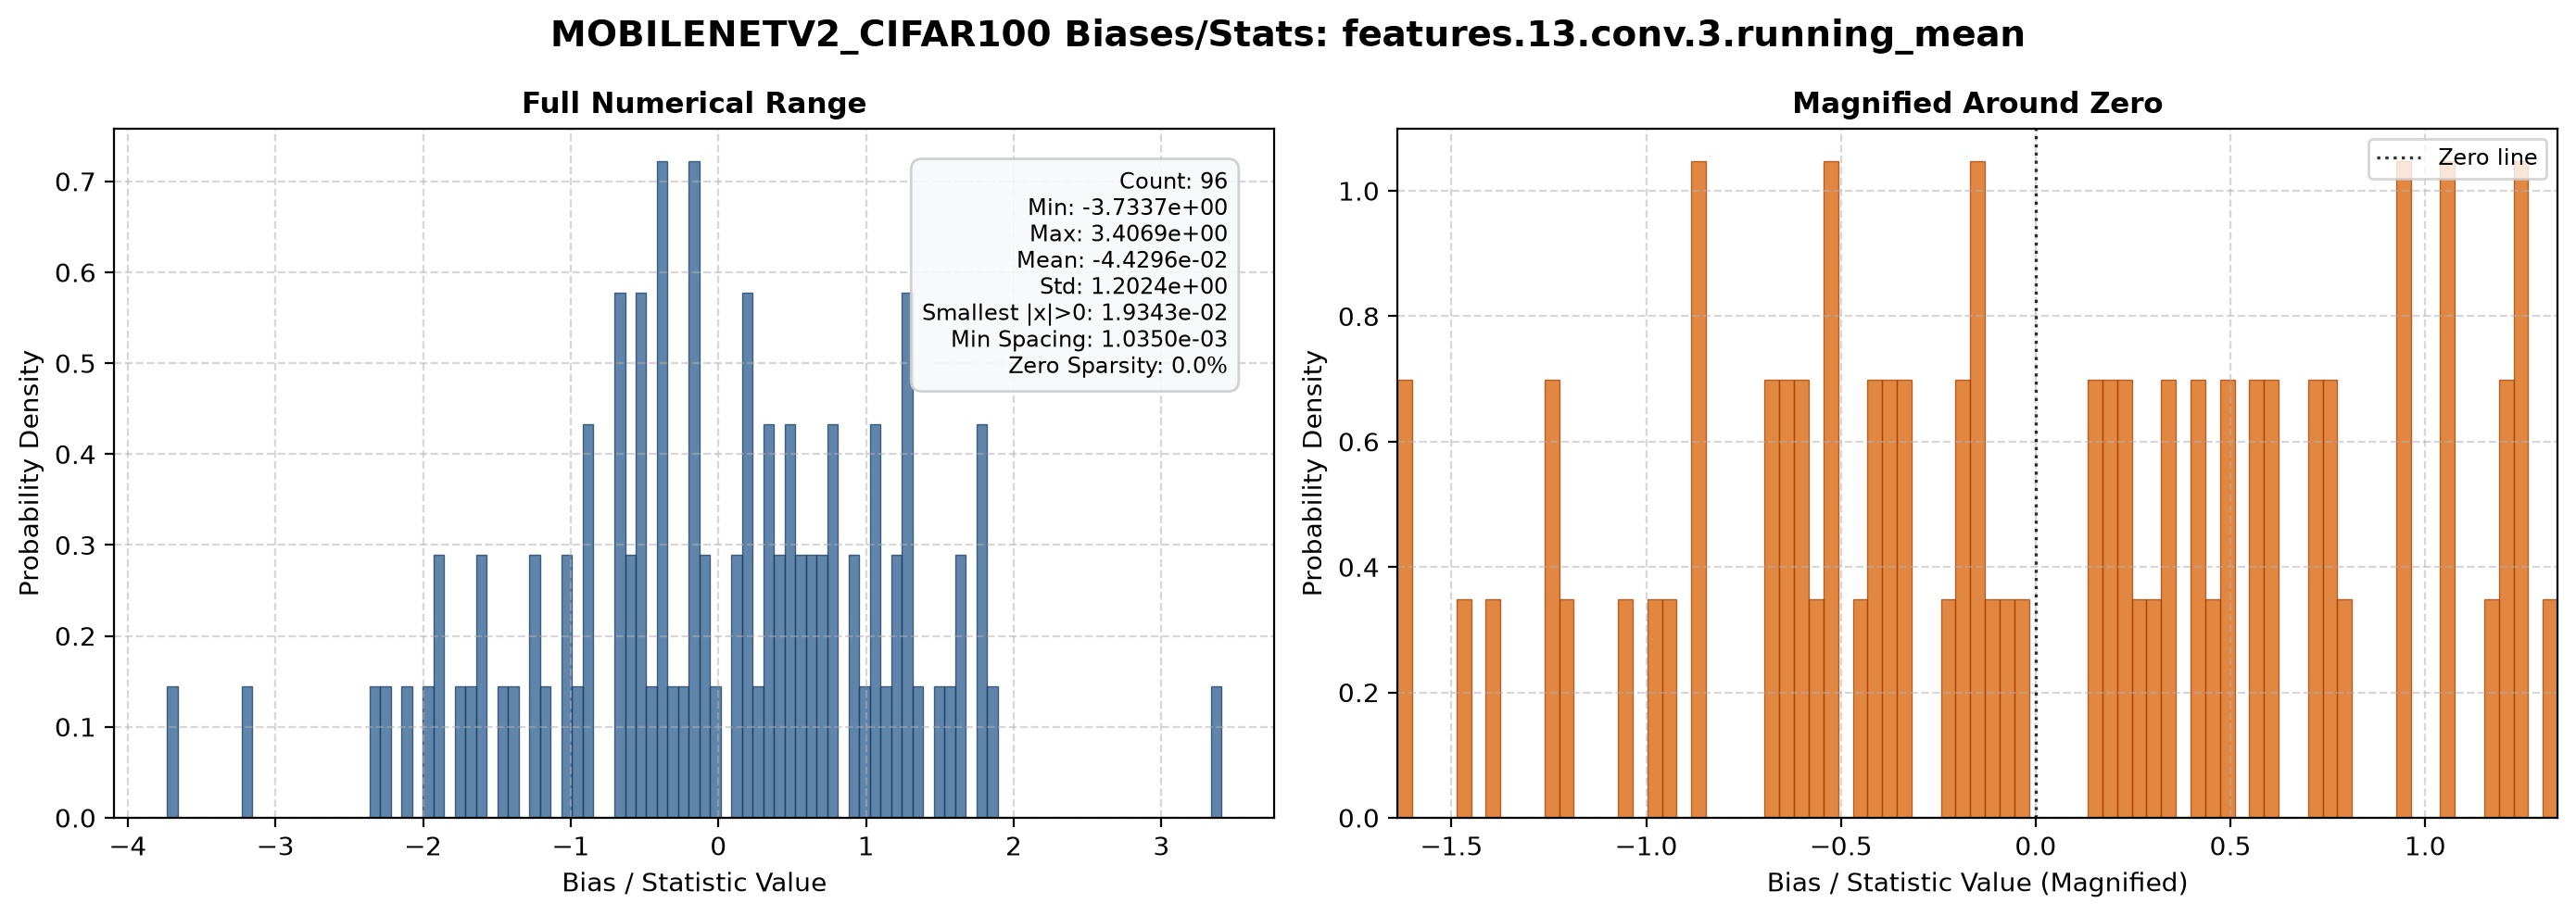 MOBILENETV2_CIFAR100 Biases/Stats: features.13.conv.3.running_mean
Full Numerical Range
Probability Density
0.7
0.6
0.5
0.4
0.3
0.2
0.1
0.0
Count: 96
Min: -3.7337e+00
Max: 3.4069e+00
Mean: -4.4296e-02
Std: 1.2024e+00
Smallest |x|>0: 1.9343e-02
Min Spacing: 1.0350e-03
Zero Sparsity: 0.0%
−4 −3 −2 −1 0 1 2 3
Bias / Statistic Value
Magnified Around Zero
Probability Density
1.0
0.8
0.6
0.4
0.2
0.0
Zero line
−1.5 −1.0 −0.5 0.0 0.5 1.0
Bias / Statistic Value (Magnified)